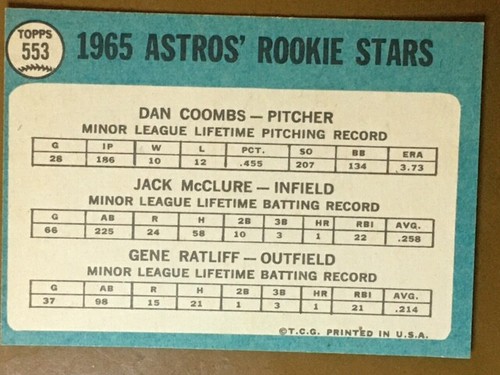 TOPPS
553
1965 ASTROS' ROOKIE STARS
DAN COOMBS — PITCHER
MINOR LEAGUE LIFETIME PITCHING RECORD
G IP W L PCT. SO BB ERA
28 186 10 12 .455 207 134 3.73
JACK McCLURE — INFIELD
MINOR LEAGUE LIFETIME BATTING RECORD
G AB R H 2B 3B HR RBI AVG.
66 225 24 58 10 3 1 22 .258
GENE RATLIFF — OUTFIELD
MINOR LEAGUE LIFETIME BATTING RECORD
G AB R H 2B 3B HR RBI AVG.
37 98 15 21 1 3 1 21 .214
©T.C.G. PRINTED IN U.S.A.